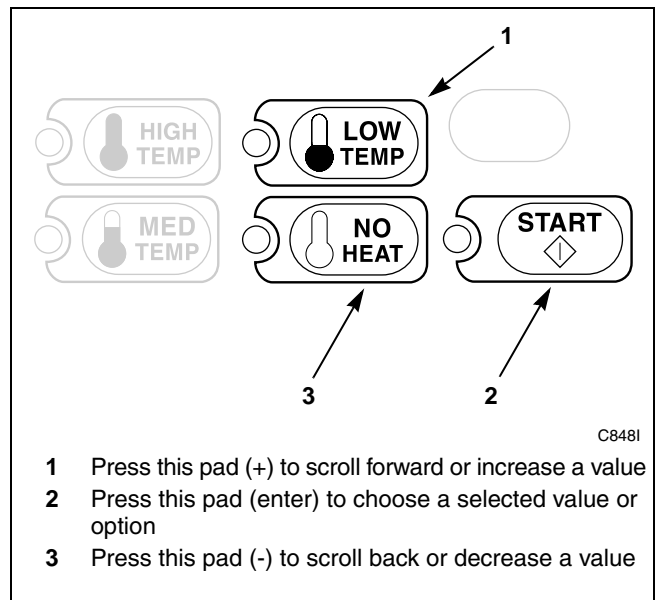 1
HIGH
TEMP
LOW
TEMP
MED
TEMP
NO
HEAT
START
3
2
C848I
1 Press this pad (+) to scroll forward or increase a value
2 Press this pad (enter) to choose a selected value or
option
3 Press this pad (-) to scroll back or decrease a value